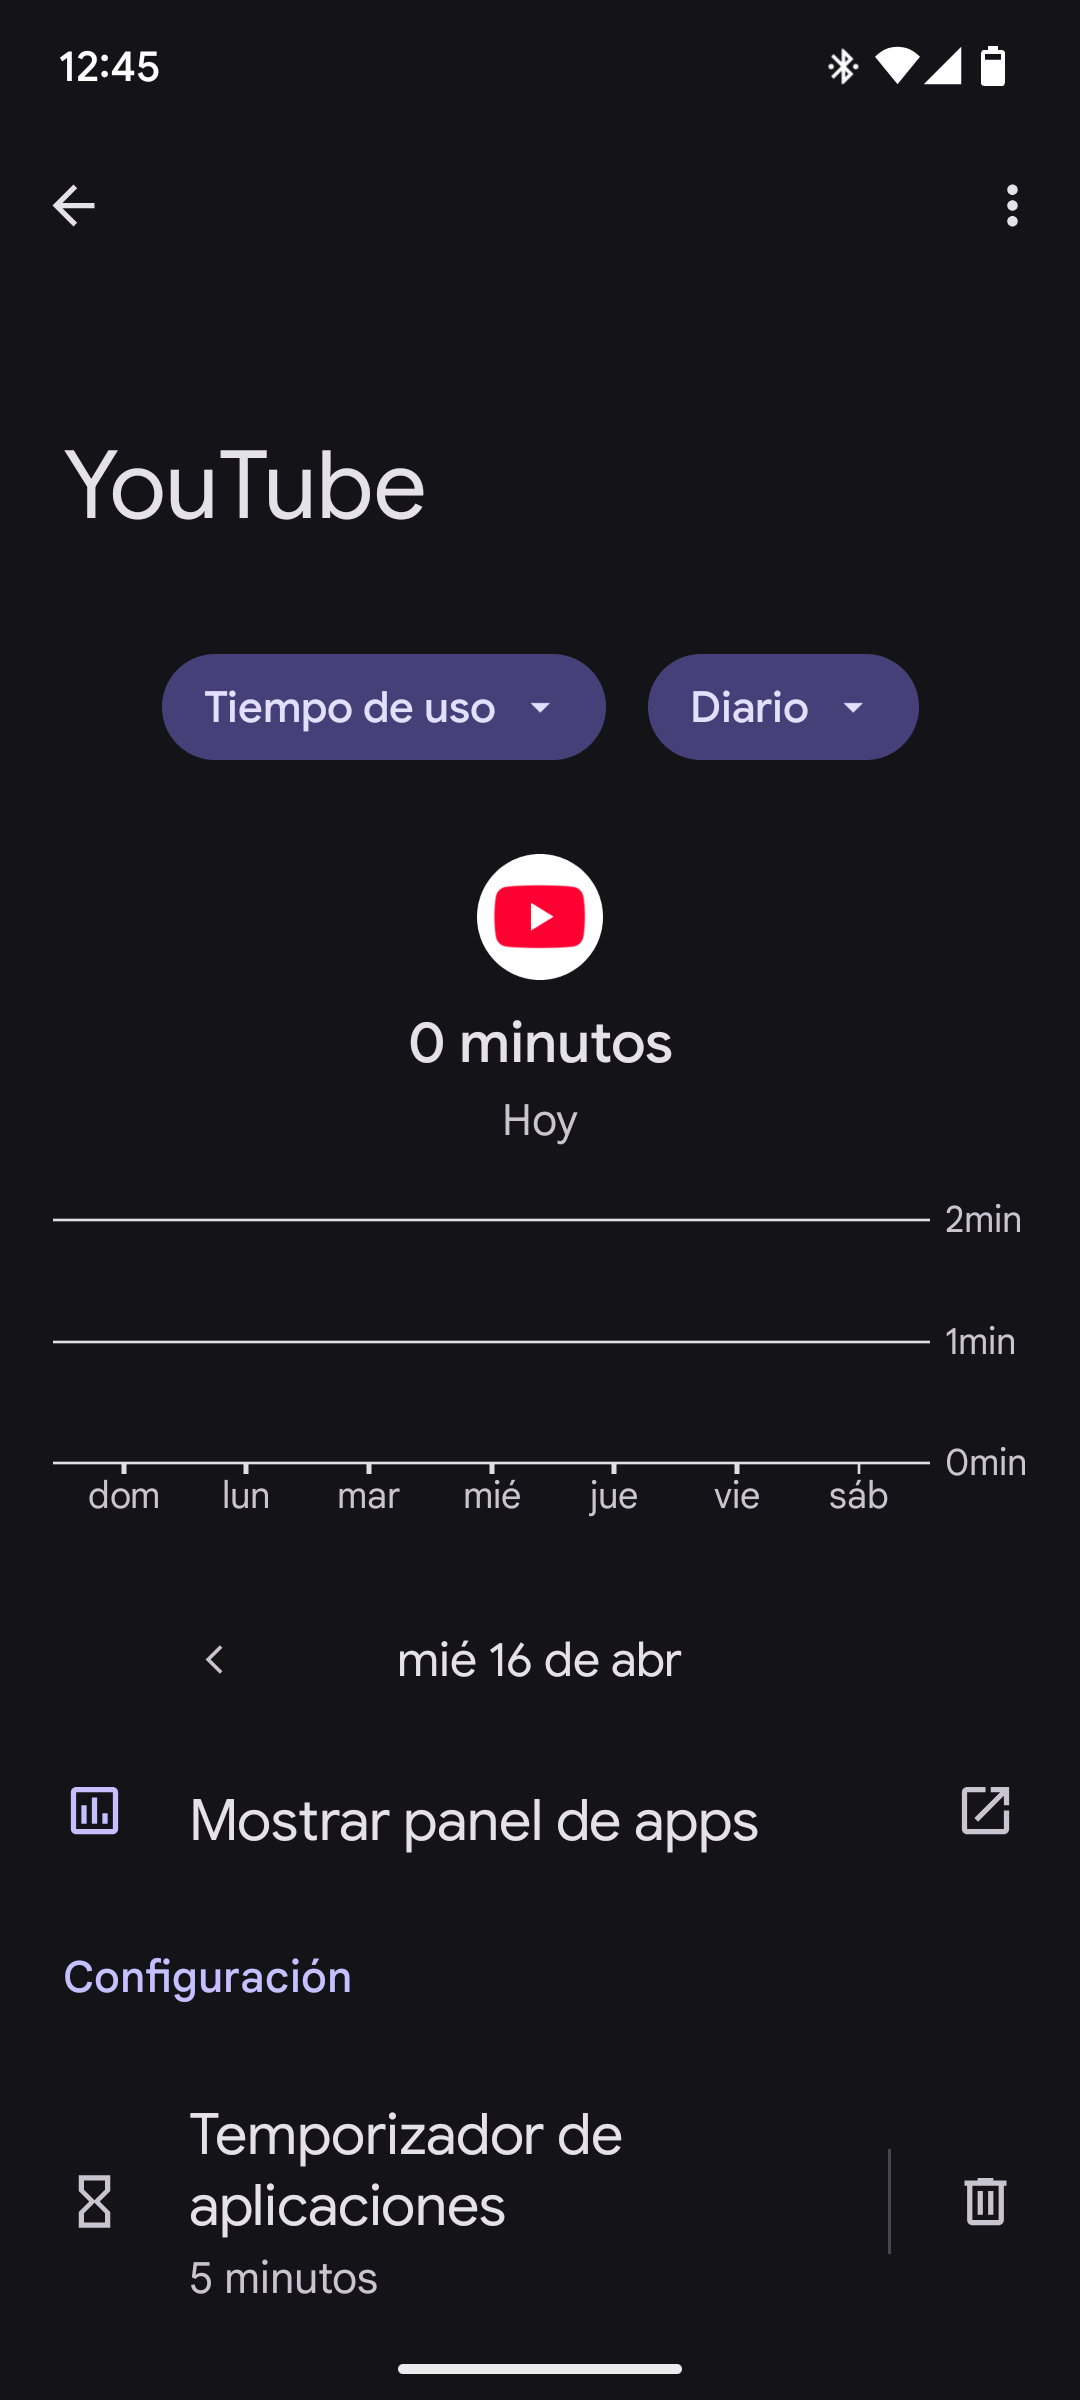 12:45
YouTube
Tiempo de uso
Diario
0 minutos
Hoy
2min
1min
0min
dom lun mar mié jue vie sáb
mié 16 de abr
Mostrar panel de apps
Configuración
Temporizador de
aplicaciones
5 minutos